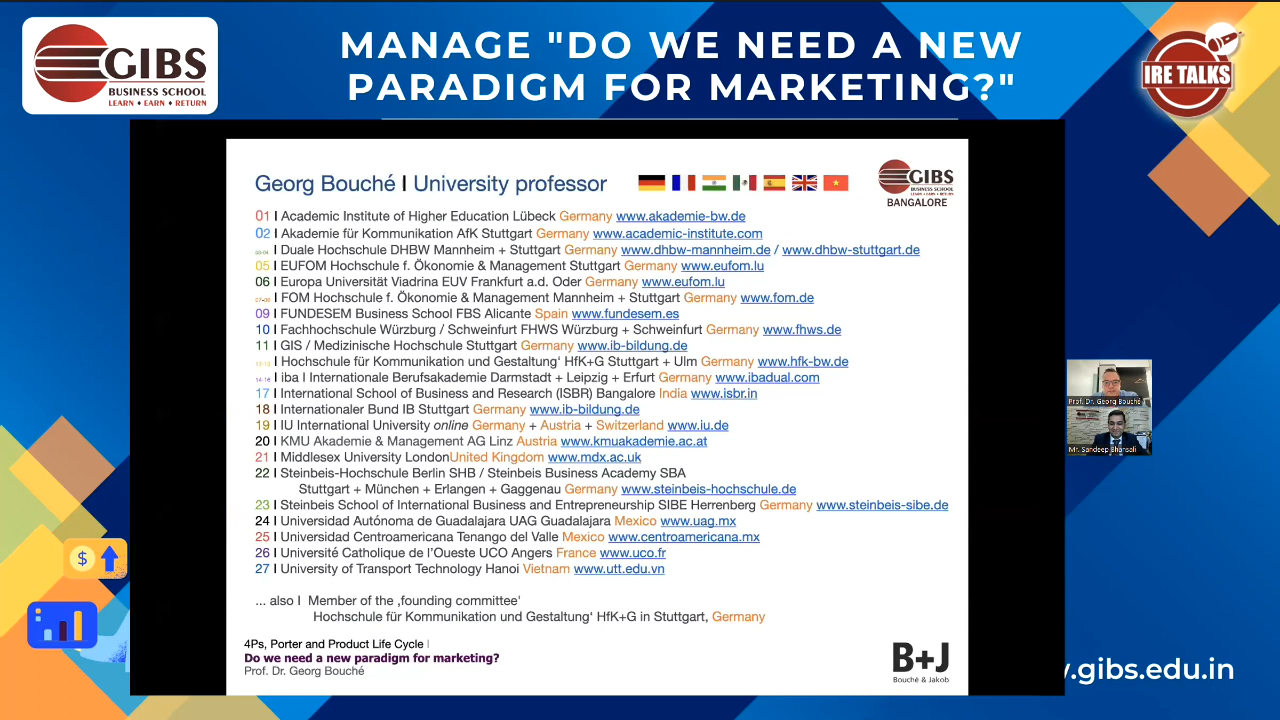 GIBS
BUSINESS SCHOOL
LEARN ♦ EARN ♦ RETURN
MANAGE "DO WE NEED A NEW
PARADIGM FOR MARKETING?"
IRE TALKS
Georg Bouché I University professor
GIBS
BUSINESS SCHOOL
LEARN ♦ EARN ♦ RETURN
BANGALORE
01 I Academic Institute of Higher Education Lübeck Germany www.akademie-bw.de
02 I Akademie für Kommunikation AfK Stuttgart Germany www.academic-institute.com
03-04 I Duale Hochschule DHBW Mannheim + Stuttgart Germany www.dhbw-mannheim.de / www.dhbw-stuttgart.de
05 I EUFOM Hochschule f. Ökonomie & Management Stuttgart Germany www.eufom.lu
06 I Europa Universität Viadrina EUV Frankfurt a.d. Oder Germany www.eufom.lu
07-08 I FOM Hochschule f. Ökonomie & Management Mannheim + Stuttgart Germany www.fom.de
09 I FUNDESEM Business School FBS Alicante Spain www.fundesem.es
10 I Fachhochschule Würzburg / Schweinfurt FHWS Würzburg + Schweinfurt Germany www.fhws.de
11 I GIS / Medizinische Hochschule Stuttgart Germany www.ib-bildung.de
12-13 I Hochschule für Kommunikation und Gestaltung‘ HfK+G Stuttgart + Ulm Germany www.hfk-bw.de
14-16 I iba I Internationale Berufsakademie Darmstadt + Leipzig + Erfurt Germany www.ibadual.com
17 I International School of Business and Research (ISBR) Bangalore India www.isbr.in
18 I Internationaler Bund IB Stuttgart Germany www.ib-bildung.de
19 I IU International University online Germany + Austria + Switzerland www.iu.de
20 I KMU Akademie & Management AG Linz Austria www.kmuakademie.ac.at
21 I Middlesex University LondonUnited Kingdom www.mdx.ac.uk
22 I Steinbeis-Hochschule Berlin SHB / Steinbeis Business Academy SBA
Stuttgart + München + Erlangen + Gaggenau Germany www.steinbeis-hochschule.de
23 I Steinbeis School of International Business and Entrepreneurship SIBE Herrenberg Germany www.steinbeis-sibe.de
24 I Universidad Autónoma de Guadalajara UAG Guadalajara Mexico www.uag.mx
25 I Universidad Centroamericana Tenango del Valle Mexico www.centroamericana.mx
26 I Université Catholique de l’Oueste UCO Angers France www.uco.fr
27 I University of Transport Technology Hanoi Vietnam www.utt.edu.vn
... also I Member of the ‚founding committee'
Hochschule für Kommunikation und Gestaltung‘ HfK+G in Stuttgart, Germany
4Ps, Porter and Product Life Cycle I
Do we need a new paradigm for marketing?
Prof. Dr. Georg Bouché
B+J
Bouché & Jakob
Prof. Dr. Georg Bouché
Mr. Sandeep Bhansali
$
.gibs.edu.in